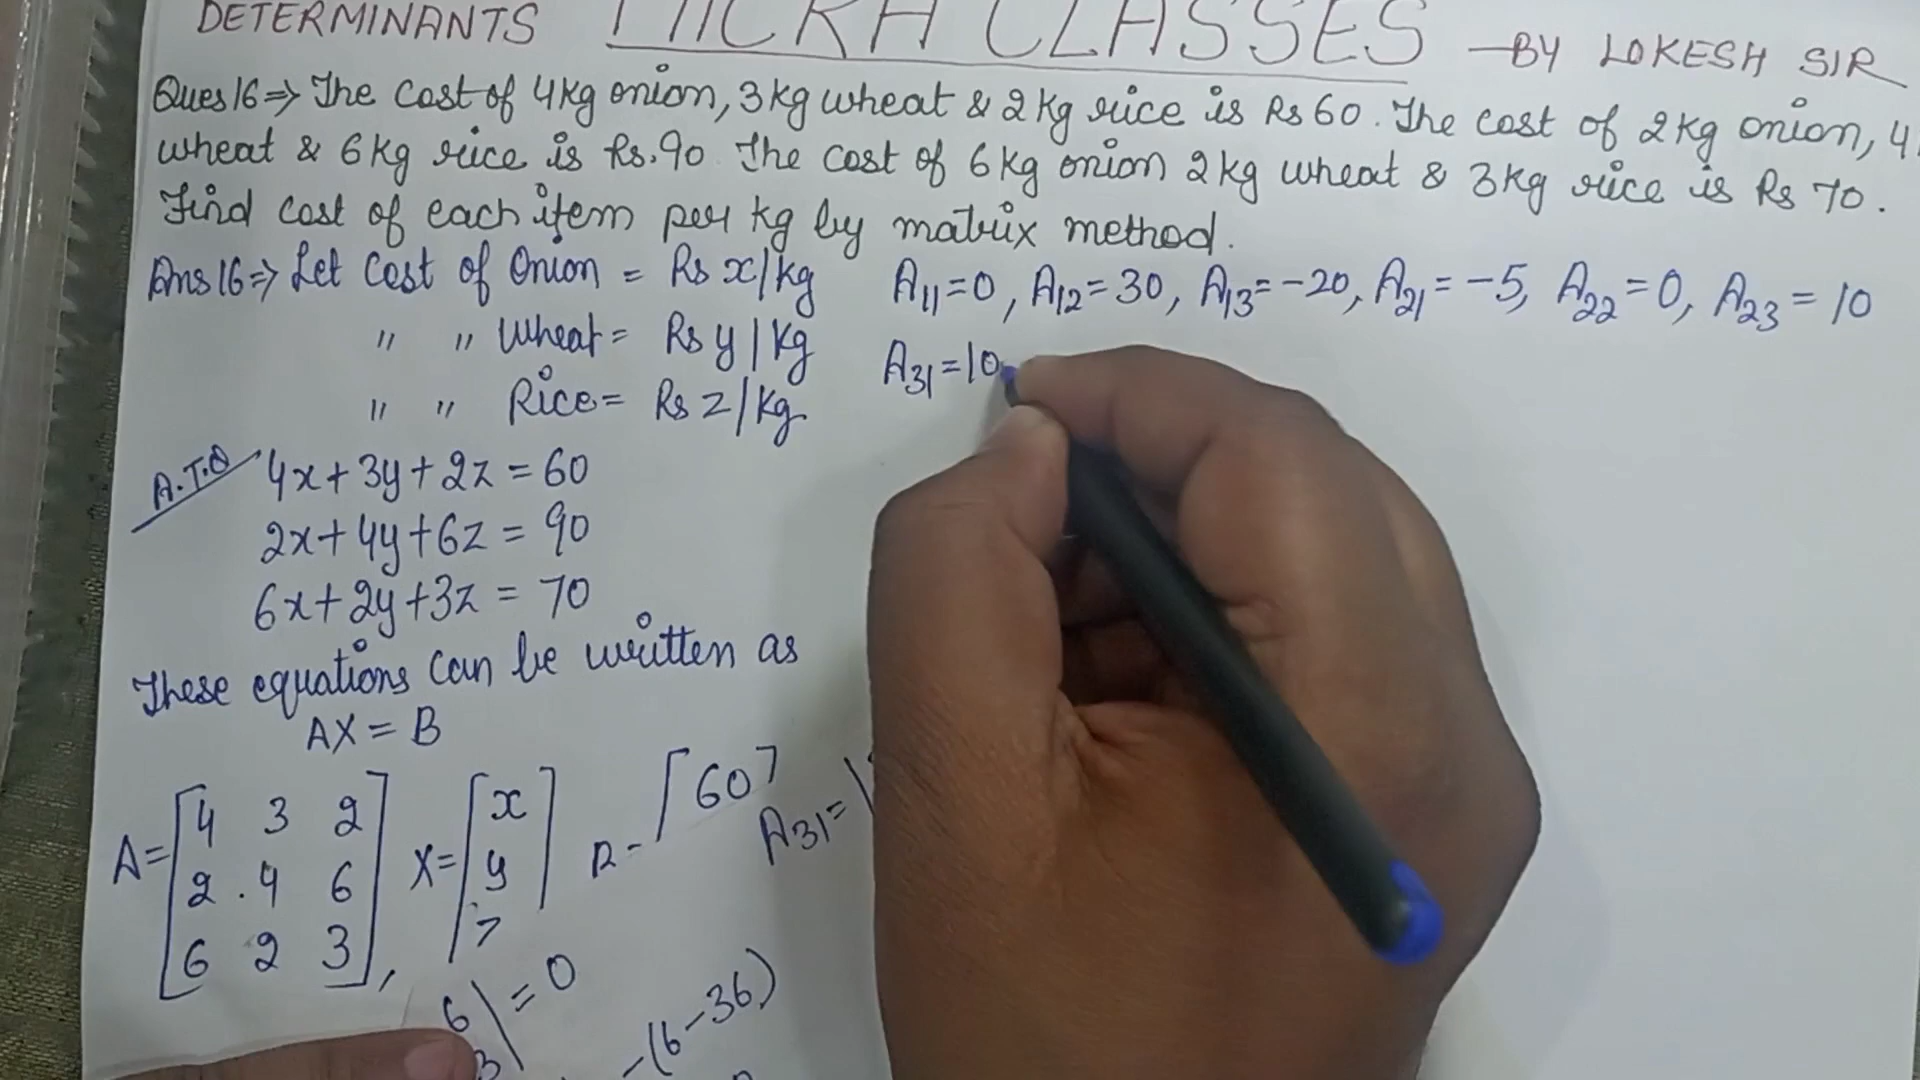 DETERMINANTS CLASSES -BY LOKESH SIR
Ques 16 ⇒ The cost of 4kg onion, 3kg wheat & 2kg rice is Rs 60. The cost of 2kg onion, 4
wheat & 6kg rice is Rs. 90. The cost of 6kg onion 2kg wheat & 3kg rice is Rs 70.
Find cost of each item per kg by matrix method.
Ans 16 ⇒ Let Cost of Onion = Rs x/kg
" " Wheat = Rs y/kg
" " Rice = Rs z/kg
A.T.Q 4x + 3y + 2z = 60
2x + 4y + 6z = 90
6x + 2y + 3z = 70
These equations can be written as
AX = B
A = [4 3 2
2 . 4 6
6 2 3],
X = [x
y
z
[60]
A31 =
6| = 0
3
-(6-36)
A11 = 0, A12 = 30, A13 = -20, A21 = -5, A22 = 0, A23 = 10
A31 = 10